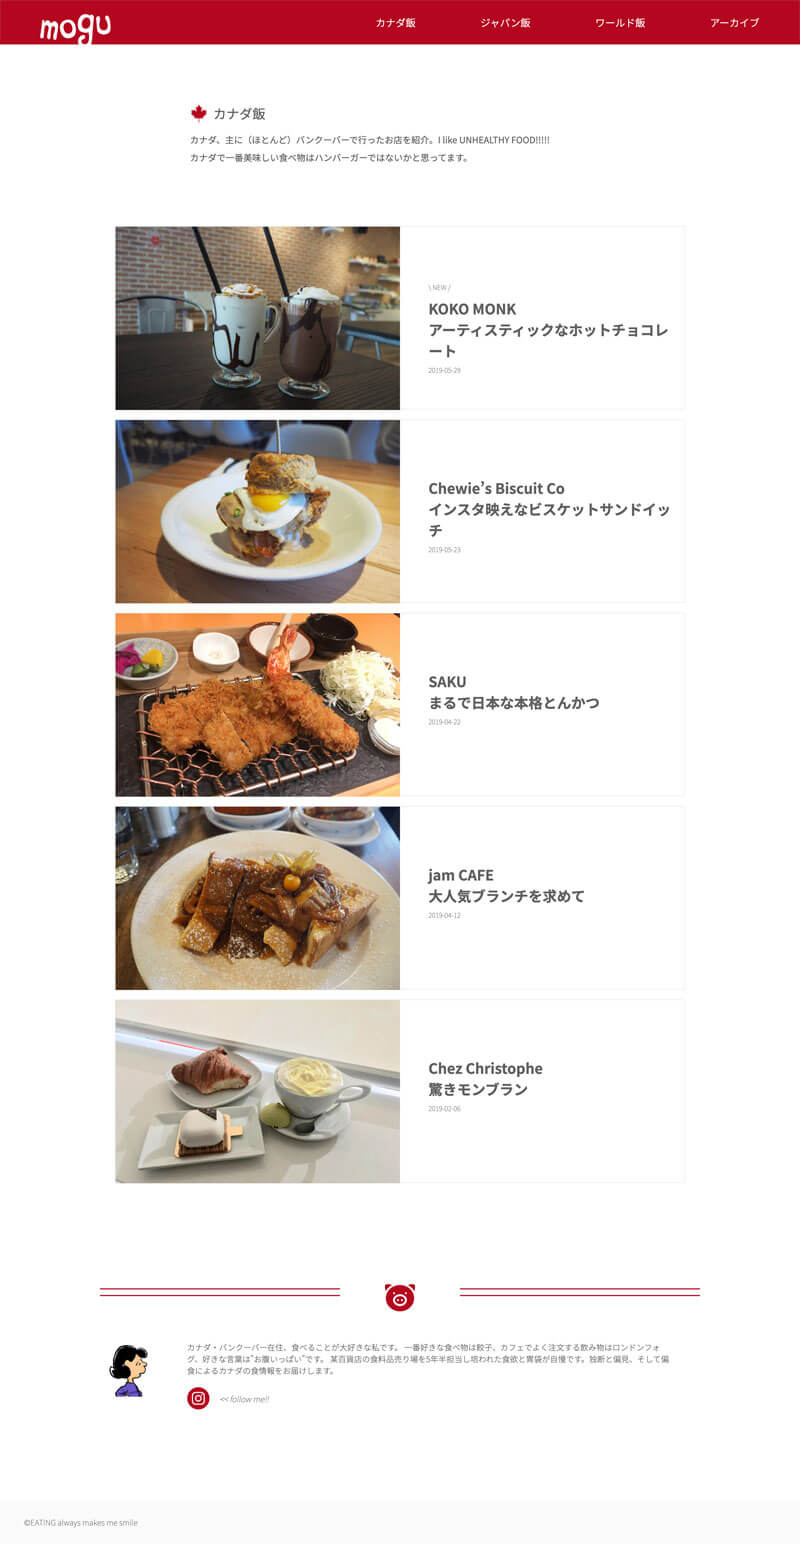 mogu
カナダ飯 ジャパン飯 ワールド飯 アーカイブ
カナダ飯
カナダ、主に（ほとんど）バンクーバーで行ったお店を紹介。I like UNHEALTHY FOOD!!!!!
カナダで一番美味しい食べ物はハンバーガーではないかと思ってます。
\ NEW /
KOKO MONK
アーティスティックなホットチョコレ
ート
2019-05-29
Chewie’s Biscuit Co
インスタ映えなビスケットサンドイッ
チ
2019-05-23
SAKU
まるで日本な本格とんかつ
2019-04-22
jam CAFE
大人気ブランチを求めて
2019-04-12
Chez Christophe
驚きモンブラン
2019-02-06
カナダ・バンクーバー在住、食べることが大好きな私です。 一番好きな食べ物は餃子、カフェでよく注文する飲み物はロンドンフォ
グ、好きな言葉は"お腹いっぱい"です。 某百貨店の食料品売り場を5年半担当し培われた食欲と胃袋が自慢です。独断と偏見、そして偏
食によるカナダの食情報をお届けします。
<< follow me!!
©EATING always makes me smile